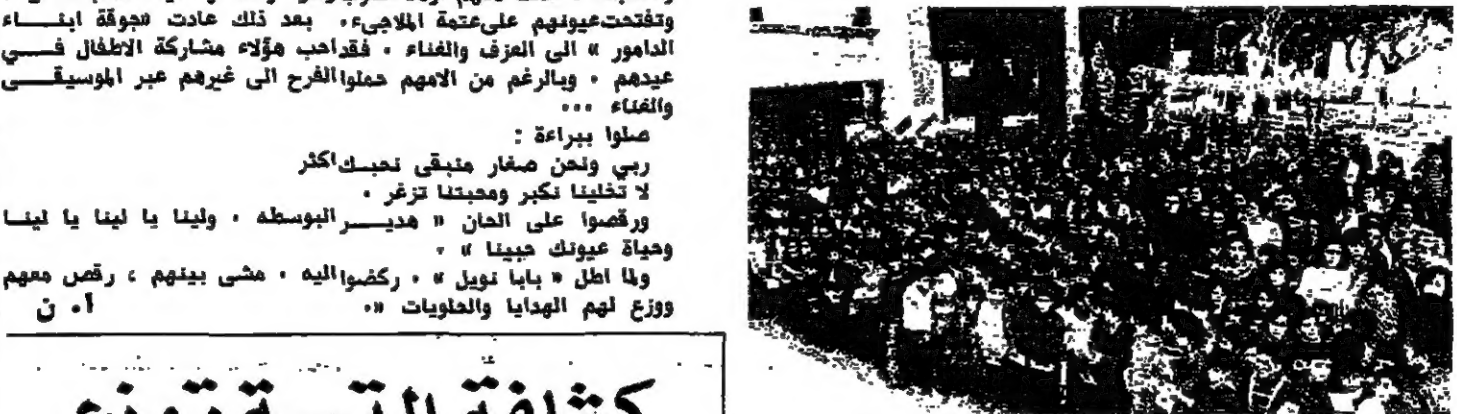 وتفتحت عيونهم على عتمة الملاجىء . بعد ذلك عادت «جوقة ابناء
الدامور » الى العزف والغناء . فقد احب هؤلاء مشاركة الاطفال في
عيدهم . وبالرغم من الامهم حملوا الفرح الى غيرهم عبر الموسيقى
والغناء ...
صلوا ببراءة :
ربي ونحن صغار منبقى نحبك اكثر
لا تخلينا نكبر ومحبتنا تزغر .
ورقصوا على الحان « هدير البوسطه . ولينا يا لينا يا لينا
وحياة عيونك حبينا » .
ولما اطل « بابا نويل » . ركضوا اليه . مشى بينهم ، رقص معهم
ووزع لهم الهدايا والحلويات ».
ا. ن